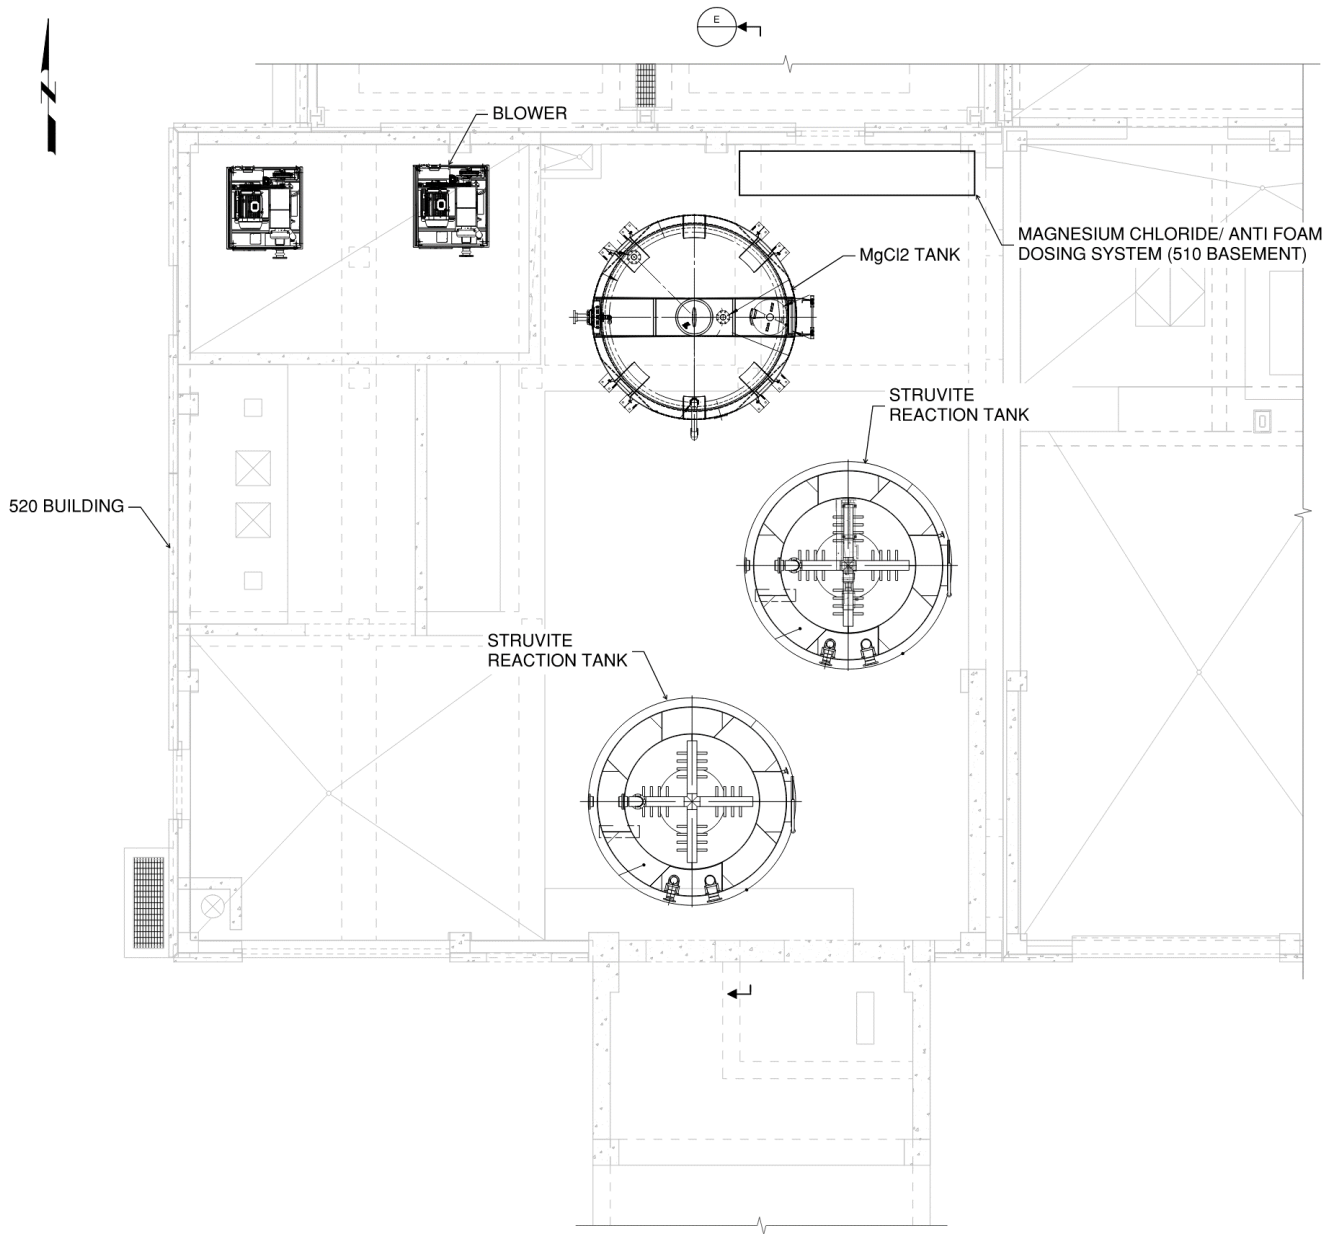 E
N
BLOWER
MAGNESIUM CHLORIDE/ ANTI FOAM
DOSING SYSTEM (510 BASEMENT)
MgCl2 TANK
STRUVITE
REACTION TANK
520 BUILDING
STRUVITE
REACTION TANK